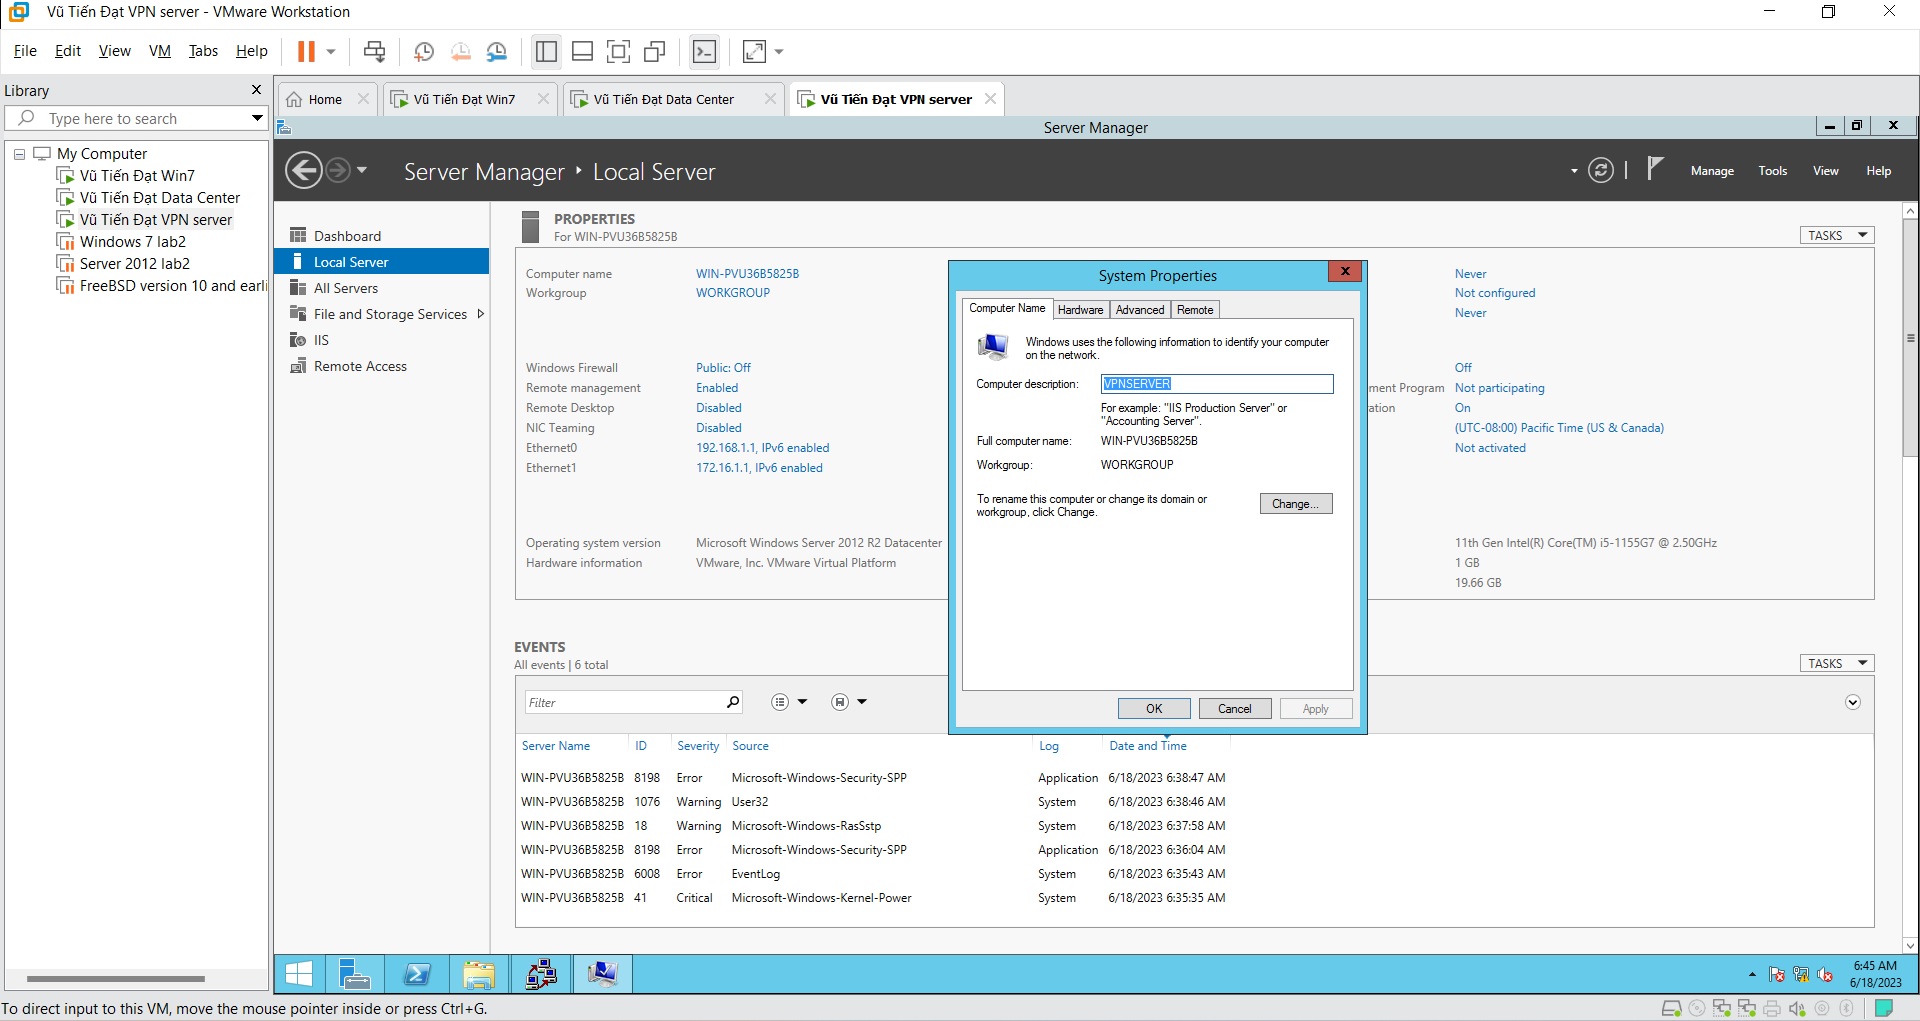 Vũ Tiến Đạt VPN server - VMware Workstation
File Edit View VM Tabs Help
Library
Type here to search
My Computer
Vũ Tiến Đạt Win7
Vũ Tiến Đạt Data Center
Vũ Tiến Đạt VPN server
Windows 7 lab2
Server 2012 lab2
FreeBSD version 10 and earli
Home
Vũ Tiến Đạt Win7
Vũ Tiến Đạt Data Center
Vũ Tiến Đạt VPN server
Server Manager
Server Manager Local Server
Manage Tools View Help
Dashboard
Local Server
All Servers
File and Storage Services
IIS
Remote Access
PROPERTIES
For WIN-PVU36B5825B
TASKS
Computer name WIN-PVU36B5825B
Workgroup WORKGROUP
Windows Firewall Public: Off
Remote management Enabled
Remote Desktop Disabled
NIC Teaming Disabled
Ethernet0 192.168.1.1, IPv6 enabled
Ethernet1 172.16.1.1, IPv6 enabled
Operating system version Microsoft Windows Server 2012 R2 Datacenter
Hardware information VMware, Inc. VMware Virtual Platform
Never
Not configured
Never
Off
ment Program Not participating
ation On
(UTC-08:00) Pacific Time (US & Canada)
Not activated
11th Gen Intel(R) Core(TM) i5-1155G7 @ 2.50GHz
1 GB
19.66 GB
System Properties
Computer Name Hardware Advanced Remote
Windows uses the following information to identify your computer
on the network.
Computer description: VPNSERVER
For example: "IIS Production Server" or
"Accounting Server".
Full computer name: WIN-PVU36B5825B
Workgroup: WORKGROUP
To rename this computer or change its domain or
workgroup, click Change.
Change...
OK Cancel Apply
EVENTS
All events | 6 total
TASKS
Filter
Server Name ID Severity Source Log Date and Time
WIN-PVU36B5825B 8198 Error Microsoft-Windows-Security-SPP Application 6/18/2023 6:38:47 AM
WIN-PVU36B5825B 1076 Warning User32 System 6/18/2023 6:38:46 AM
WIN-PVU36B5825B 18 Warning Microsoft-Windows-RasSstp System 6/18/2023 6:37:58 AM
WIN-PVU36B5825B 8198 Error Microsoft-Windows-Security-SPP Application 6/18/2023 6:36:04 AM
WIN-PVU36B5825B 6008 Error EventLog System 6/18/2023 6:35:43 AM
WIN-PVU36B5825B 41 Critical Microsoft-Windows-Kernel-Power System 6/18/2023 6:35:35 AM
6:45 AM
6/18/2023
To direct input to this VM, move the mouse pointer inside or press Ctrl+G.